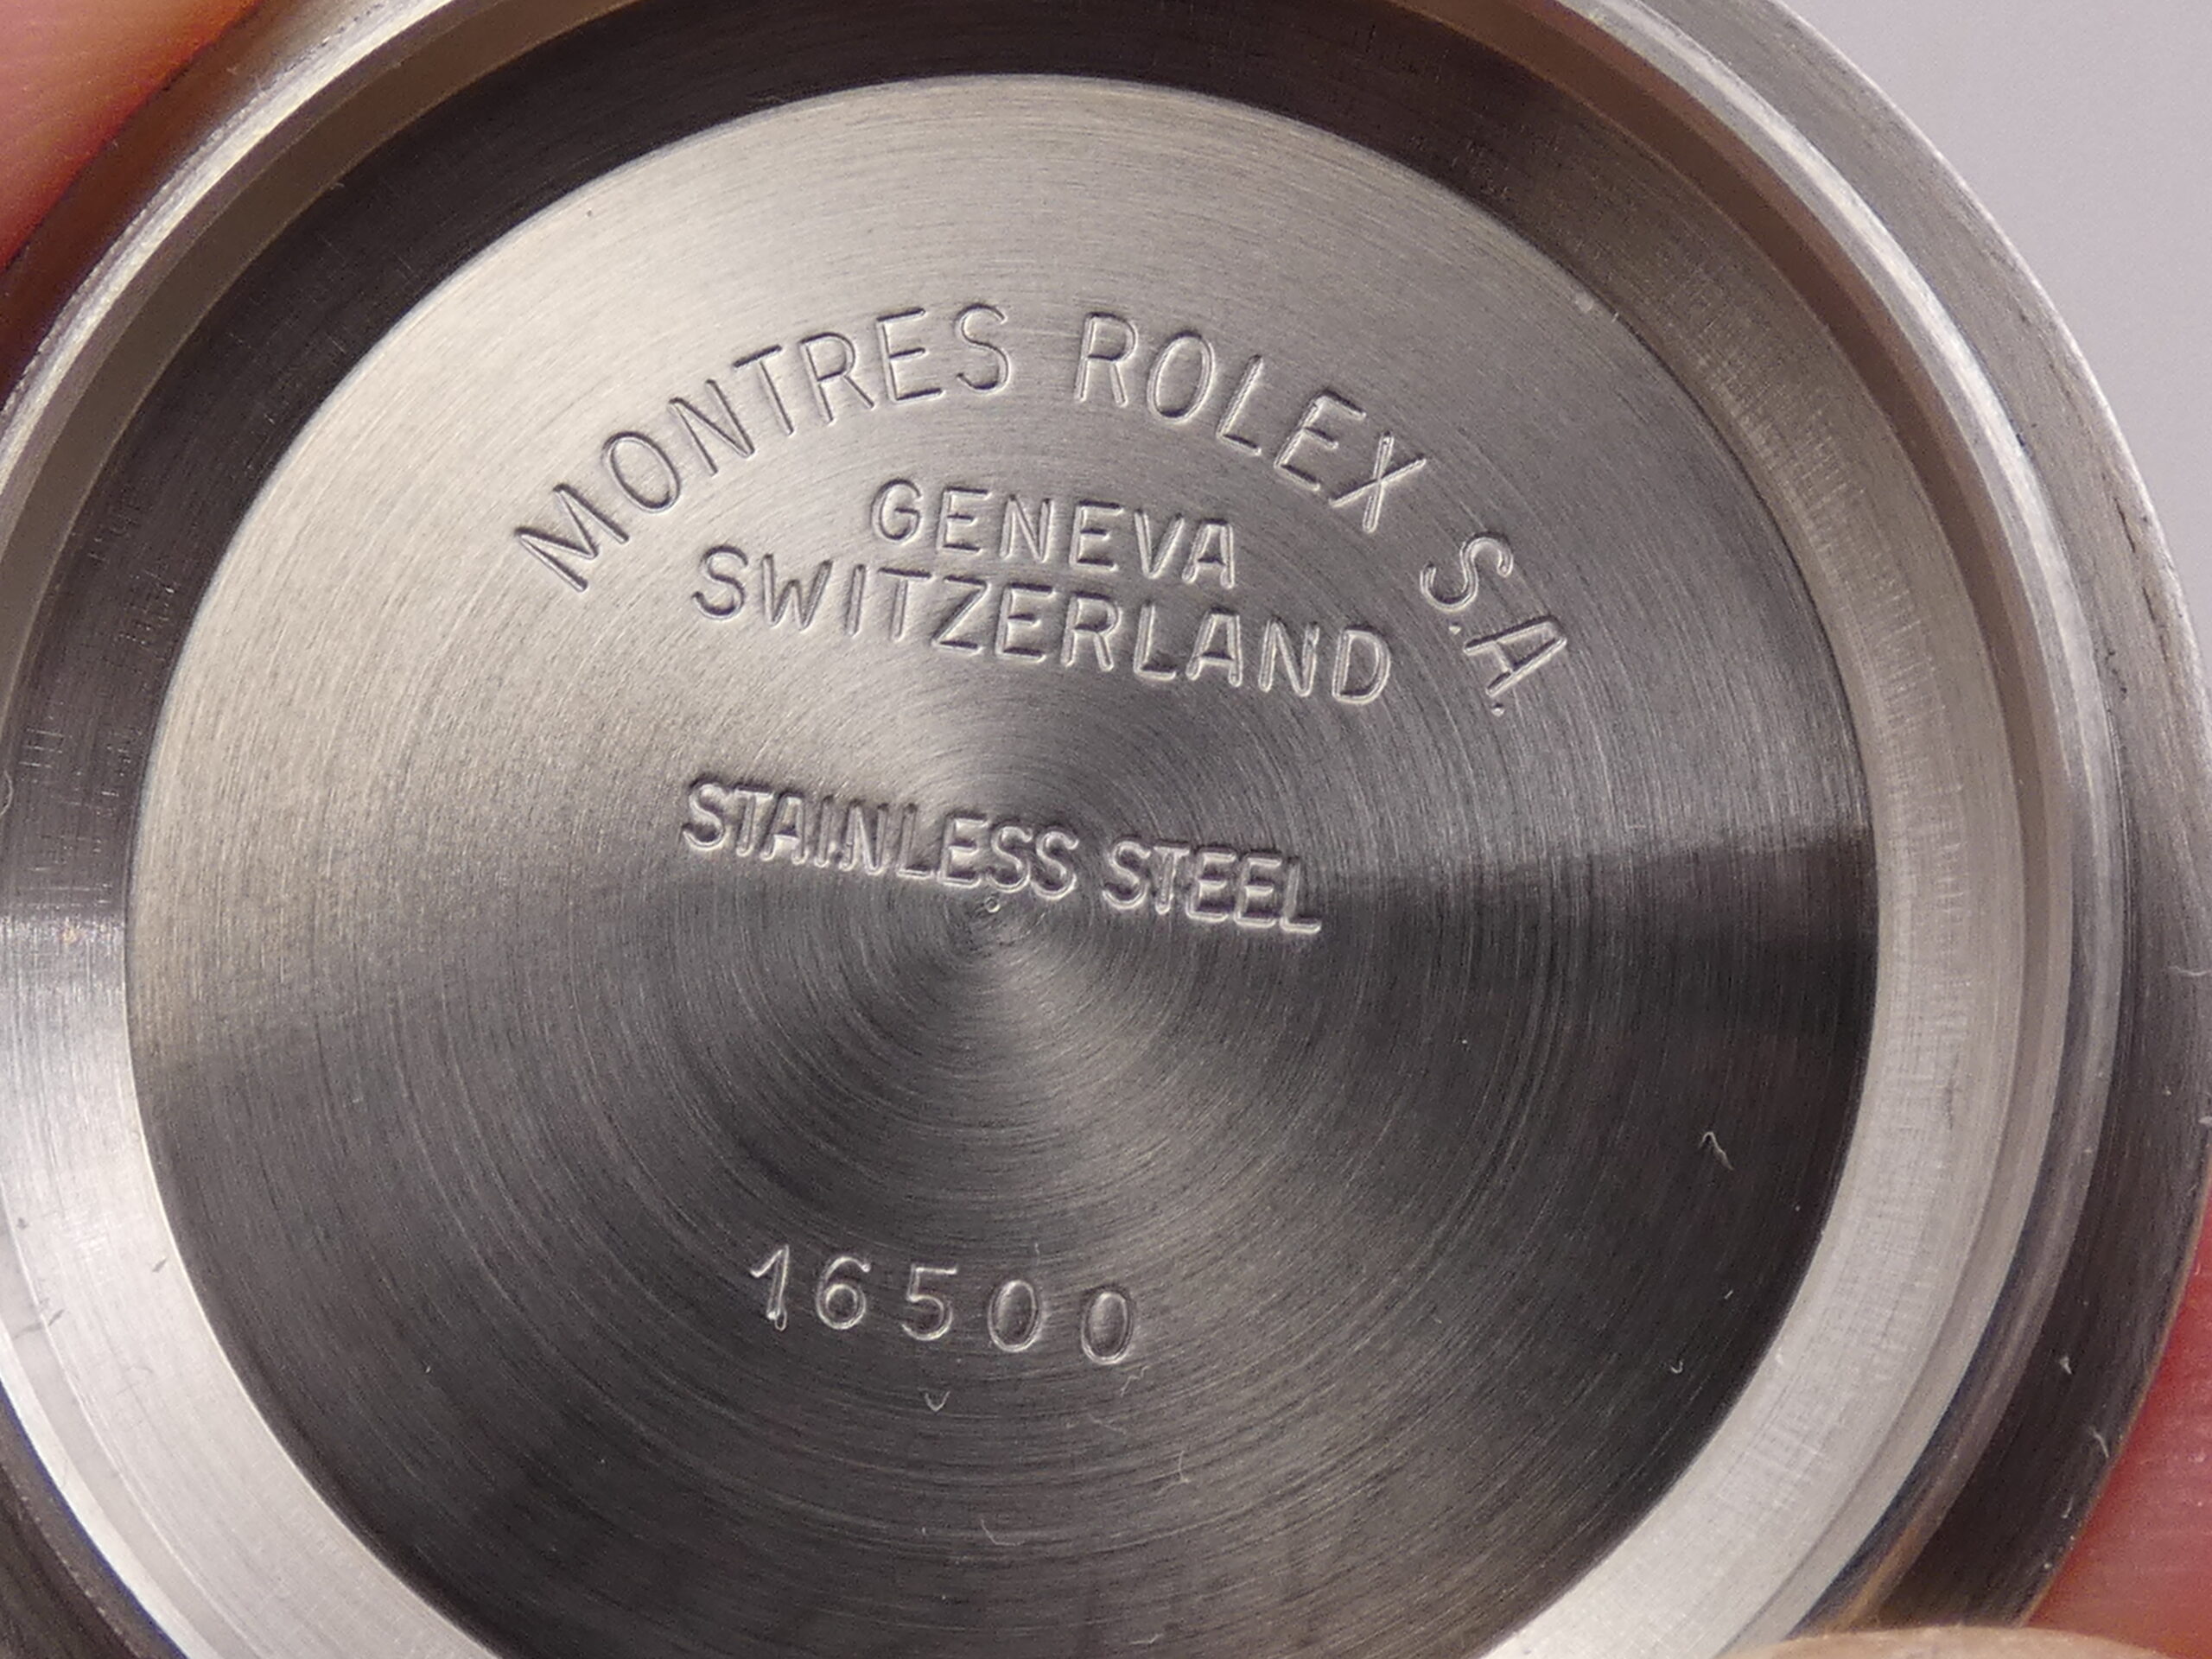 MONTRES ROLEX S.A.
GENEVA
SWITZERLAND
STAINLESS STEEL
16500